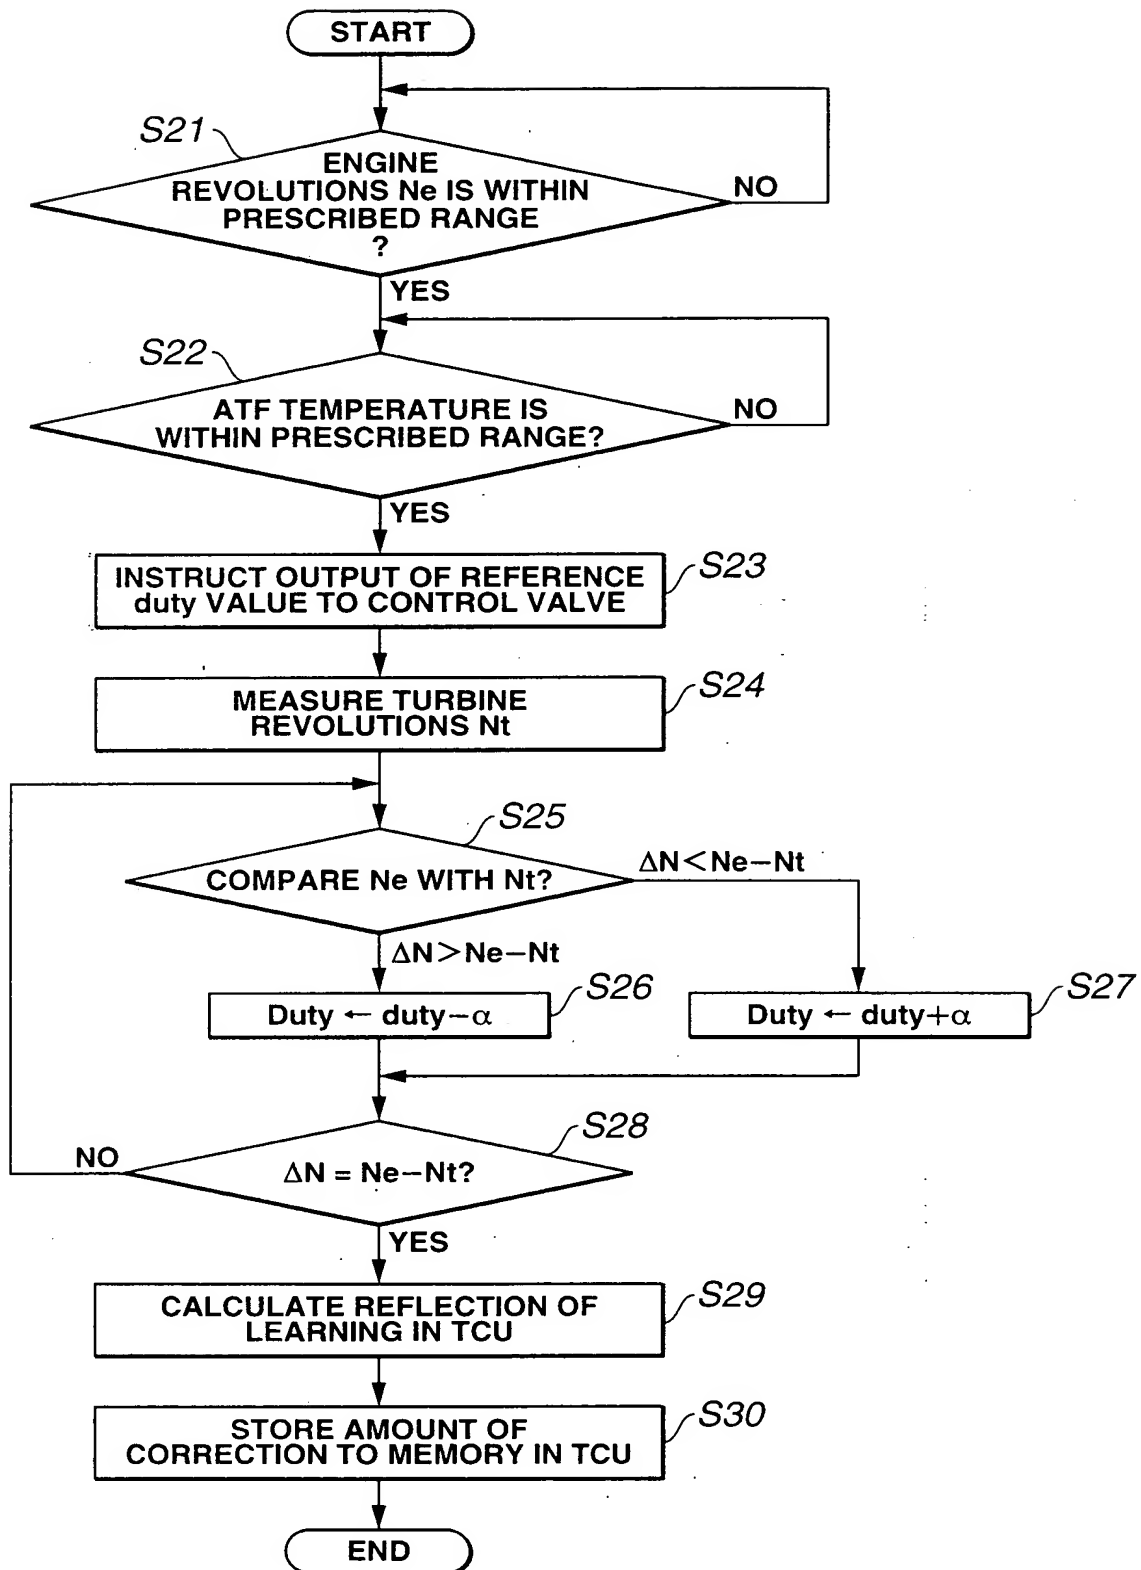 START
S21
ENGINE
REVOLUTIONS Ne IS WITHIN
PRESCRIBED RANGE
?
NO
YES
S22
ATF TEMPERATURE IS
WITHIN PRESCRIBED RANGE?
NO
YES
S23
INSTRUCT OUTPUT OF REFERENCE
duty VALUE TO CONTROL VALVE
S24
MEASURE TURBINE
REVOLUTIONS Nt
S25
COMPARE Ne WITH Nt?
ΔN<Ne−Nt
ΔN>Ne−Nt
S26
Duty ← duty−α
S27
Duty ← duty+α
S28
ΔN = Ne−Nt?
NO
YES
S29
CALCULATE REFLECTION OF
LEARNING IN TCU
S30
STORE AMOUNT OF
CORRECTION TO MEMORY IN TCU
END